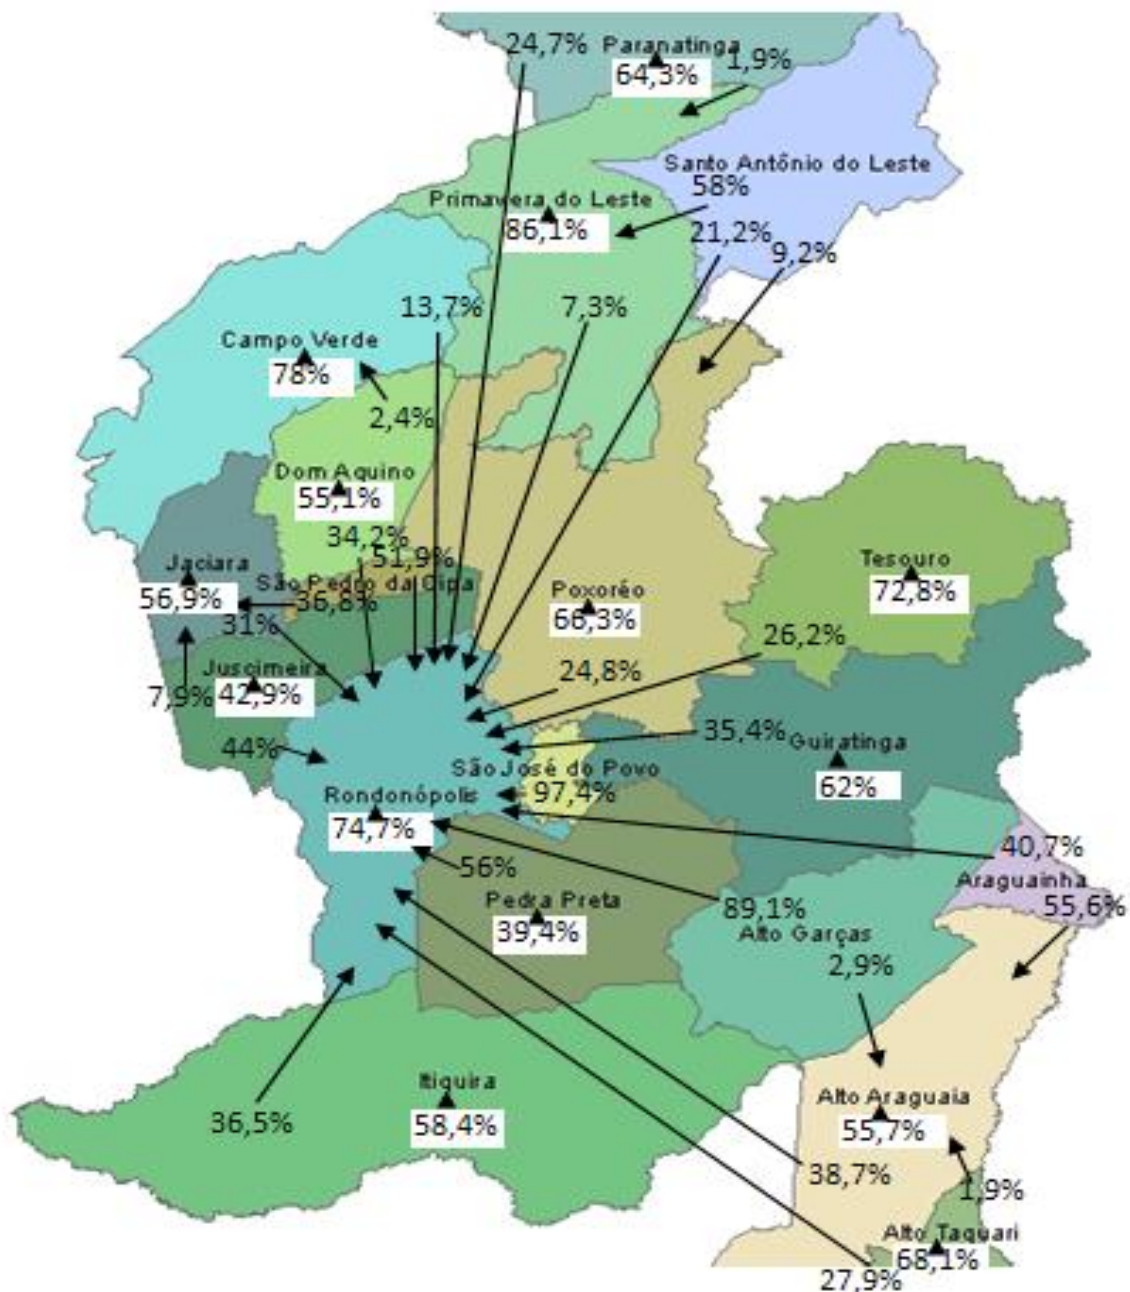 24,7%
Paranatinga
64,3%
1,9%
Santo Antônio do Leste
58%
Primavera do Leste
86,1%
21,2%
9,2%
13,7%
7,3%
Campo Verde
78%
2,4%
Dom Aquino
55,1%
34,2%
51,9%
Jaciara
56,9%
São Pedro da Cipa
36,8%
31%
Poxoréo
66,3%
Tesouro
72,8%
26,2%
24,8%
Juscimeira
7,9%
42,9%
44%
35,4%
Guiratinga
62%
São José do Povo
97,4%
Rondonópolis
74,7%
56%
40,7%
Araguainha
55,6%
Pedra Preta
39,4%
89,1%
Alto Garças
2,9%
Itiquira
58,4%
36,5%
Alto Araguaia
55,7%
38,7%
1,9%
Alto Taquari
68,1%
27,9%